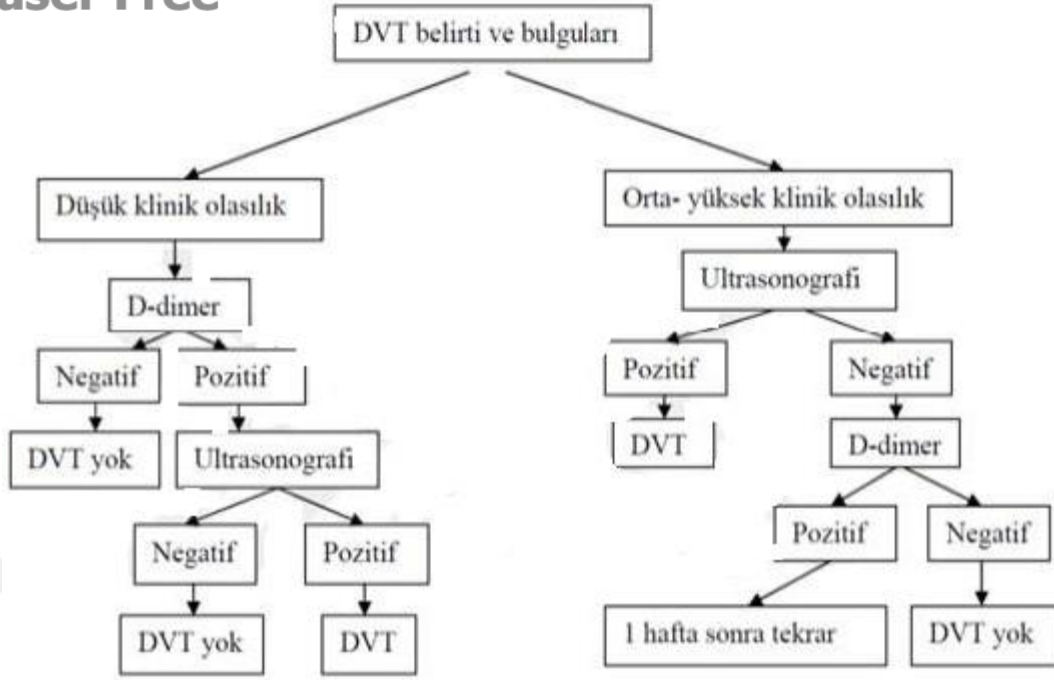 DVT belirti ve bulguları
Düşük klinik olasılık
Orta- yüksek klinik olasılık
D-dimer
Ultrasonografi
Negatif
Pozitif
Pozitif
Negatif
DVT yok
Ultrasonografi
DVT
D-dimer
Negatif
Pozitif
Pozitif
Negatif
DVT yok
DVT
1 hafta sonra tekrar
DVT yok